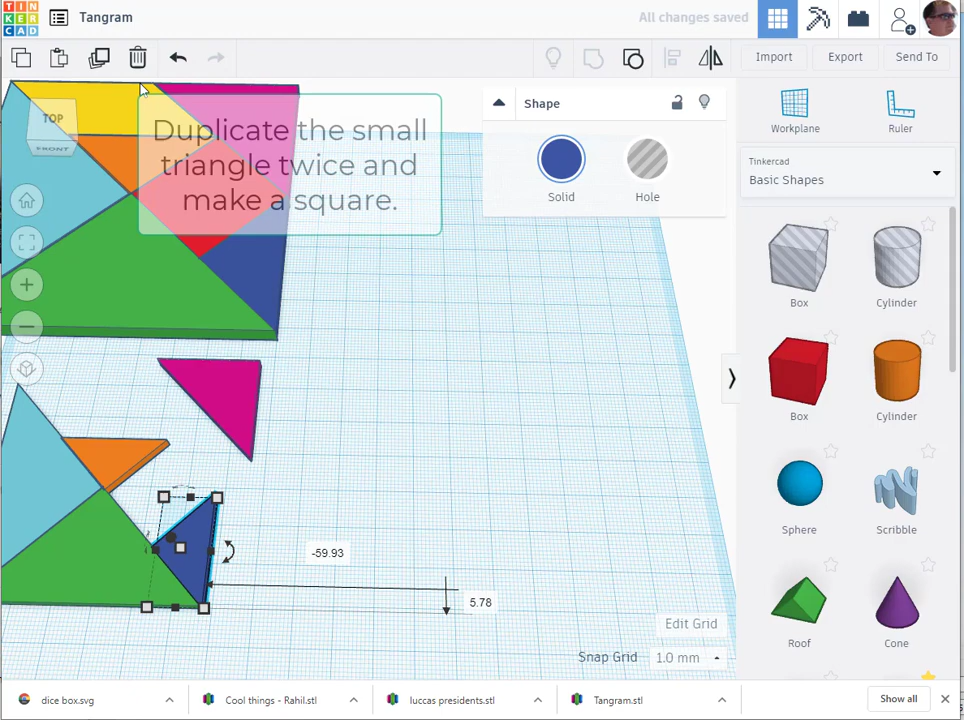 TIN
KER
CAD
Tangram
All changes saved
Import
Export
Send To
TOP
FRONT
Duplicate the small
triangle twice and
make a square.
Shape
Solid
Hole
Workplane
Ruler
Tinkercad
Basic Shapes
Box
Cylinder
Box
Cylinder
Sphere
Scribble
Roof
Cone
-59.93
5.78
Edit Grid
Snap Grid 1.0 mm
dice box.svg
Cool things - Rahil.stl
luccas presidents.stl
Tangram.stl
Show all